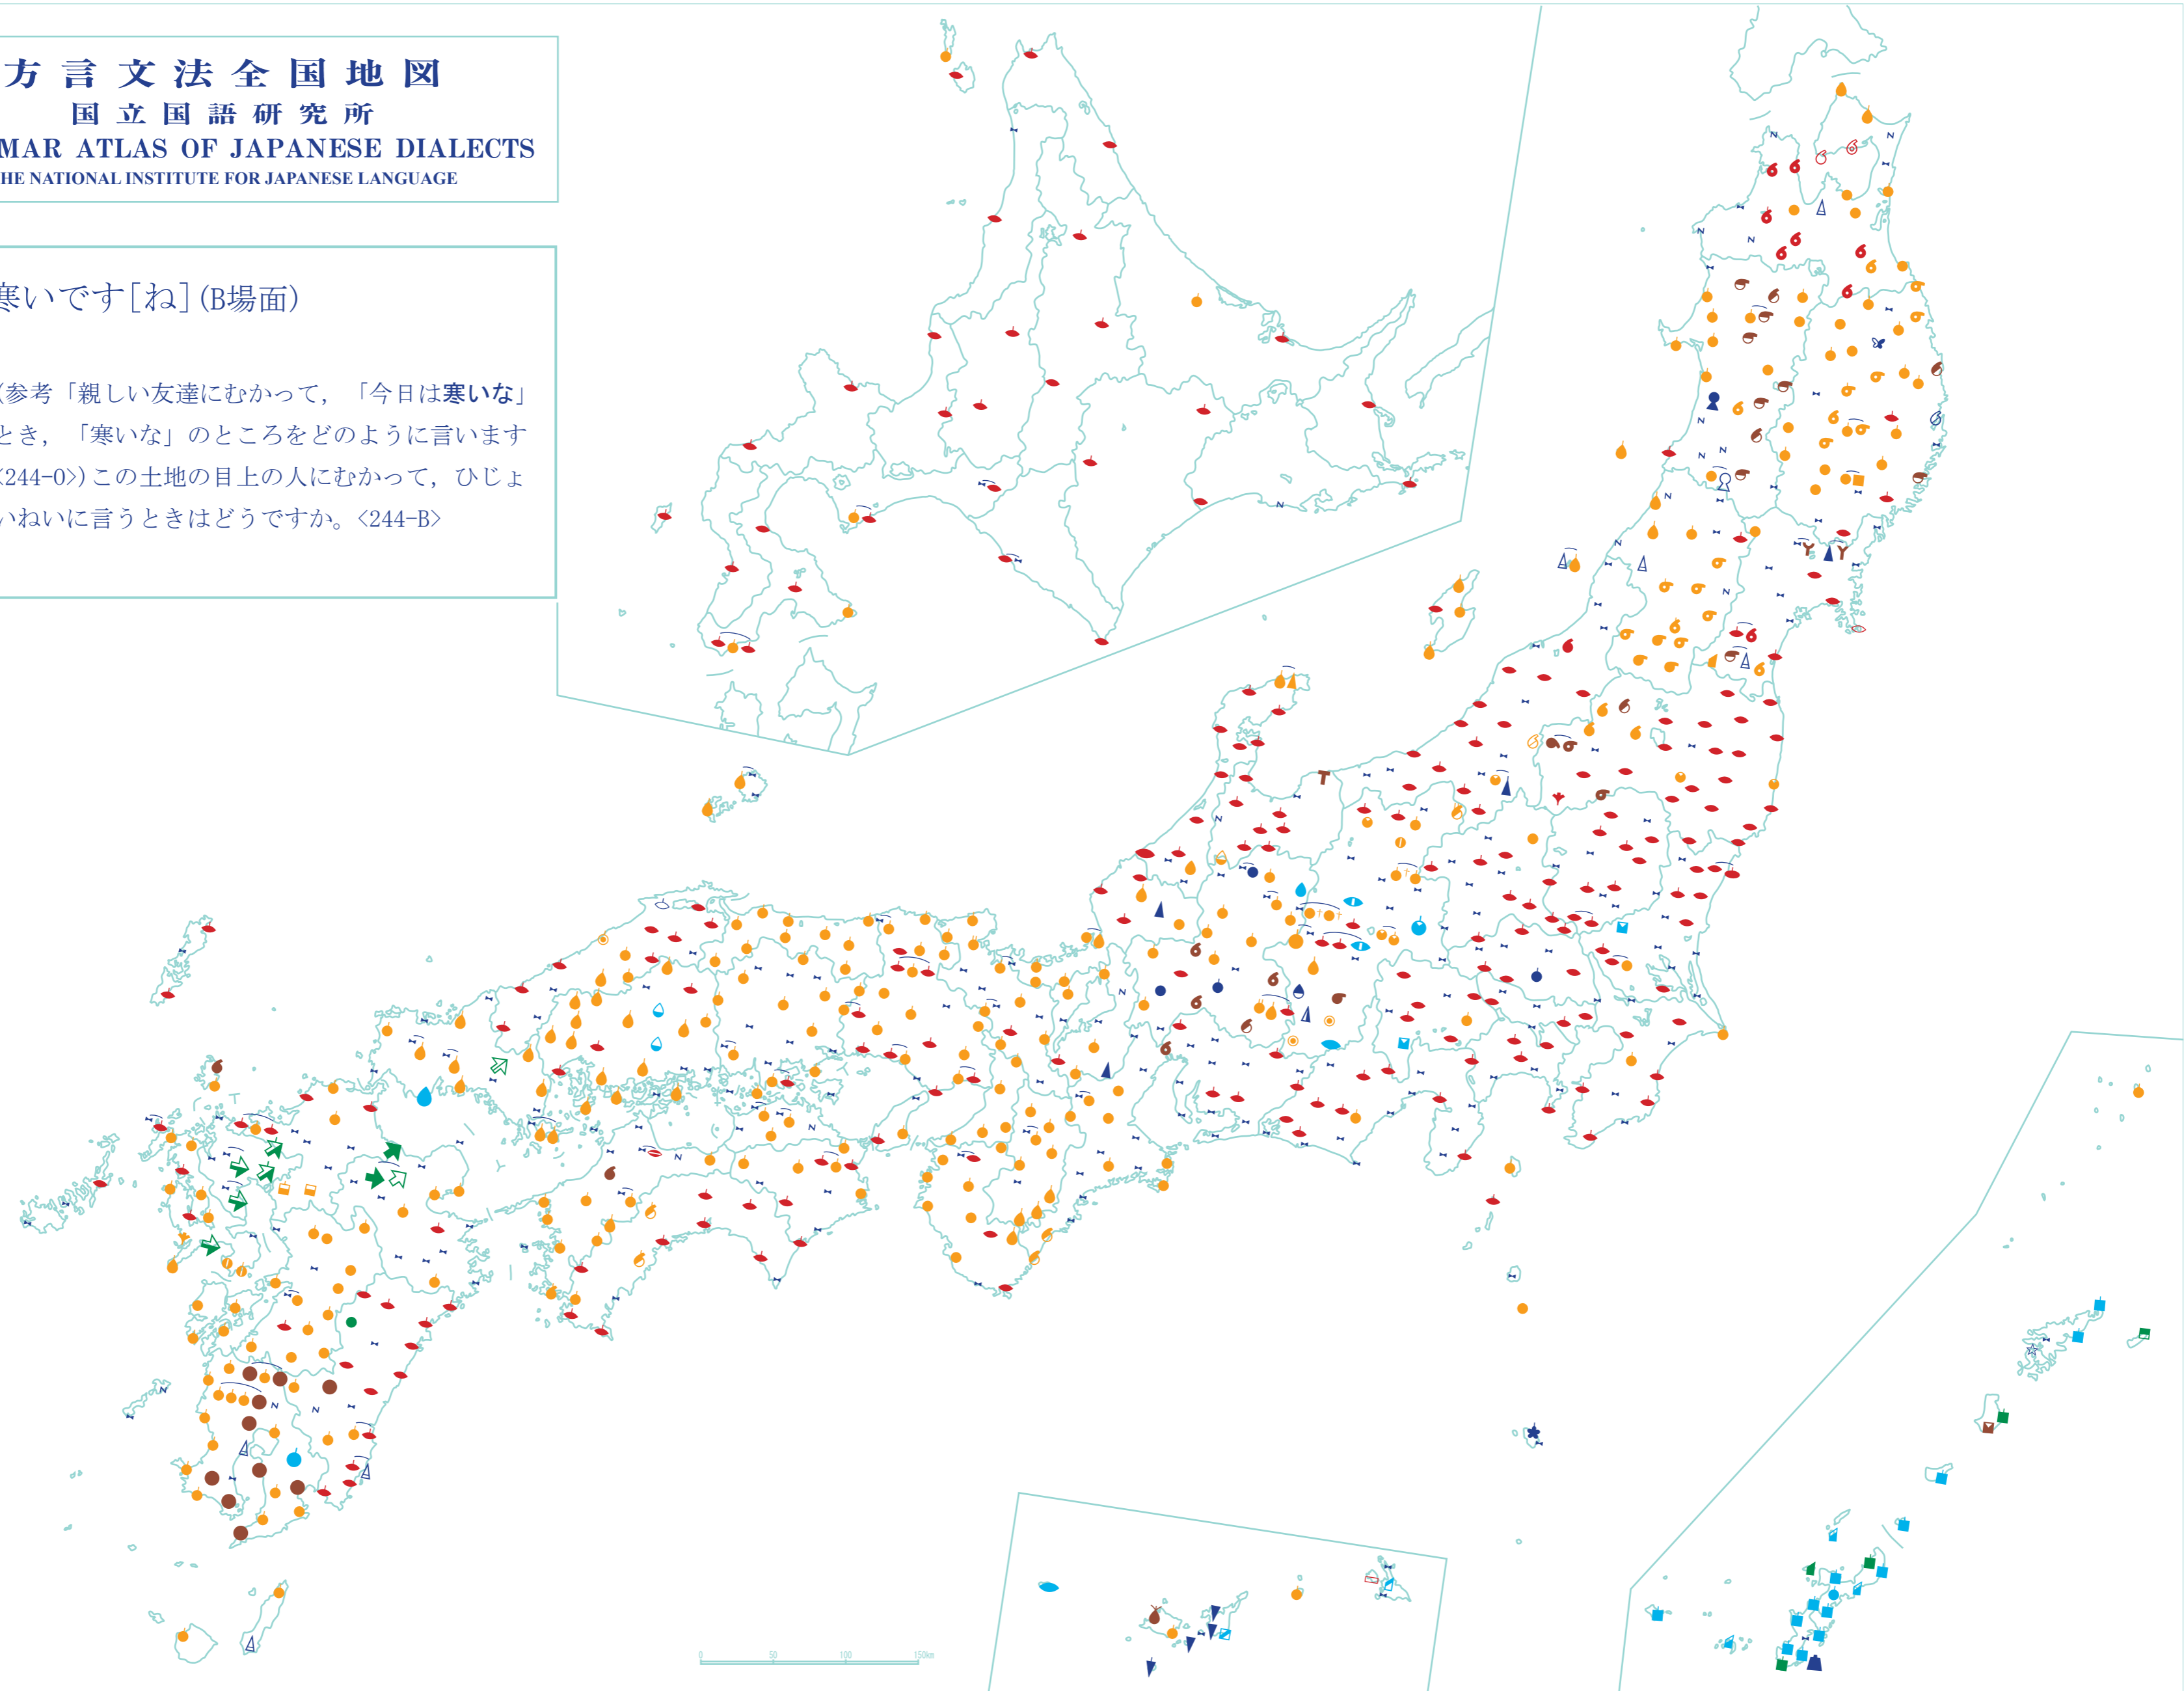 方言文法全国地図
国立国語研究所
MAR ATLAS OF JAPANESE DIALECTS
HE NATIONAL INSTITUTE FOR JAPANESE LANGUAGE
寒いです[ね](B場面)
(参考「親しい友達にむかって,「今日は寒いな」
とき,「寒いな」のところをどのように言います
<244-0>)この土地の目上の人にむかって,ひじょ
いねいに言うときはどうですか。<244-B>
0 50 100 150km